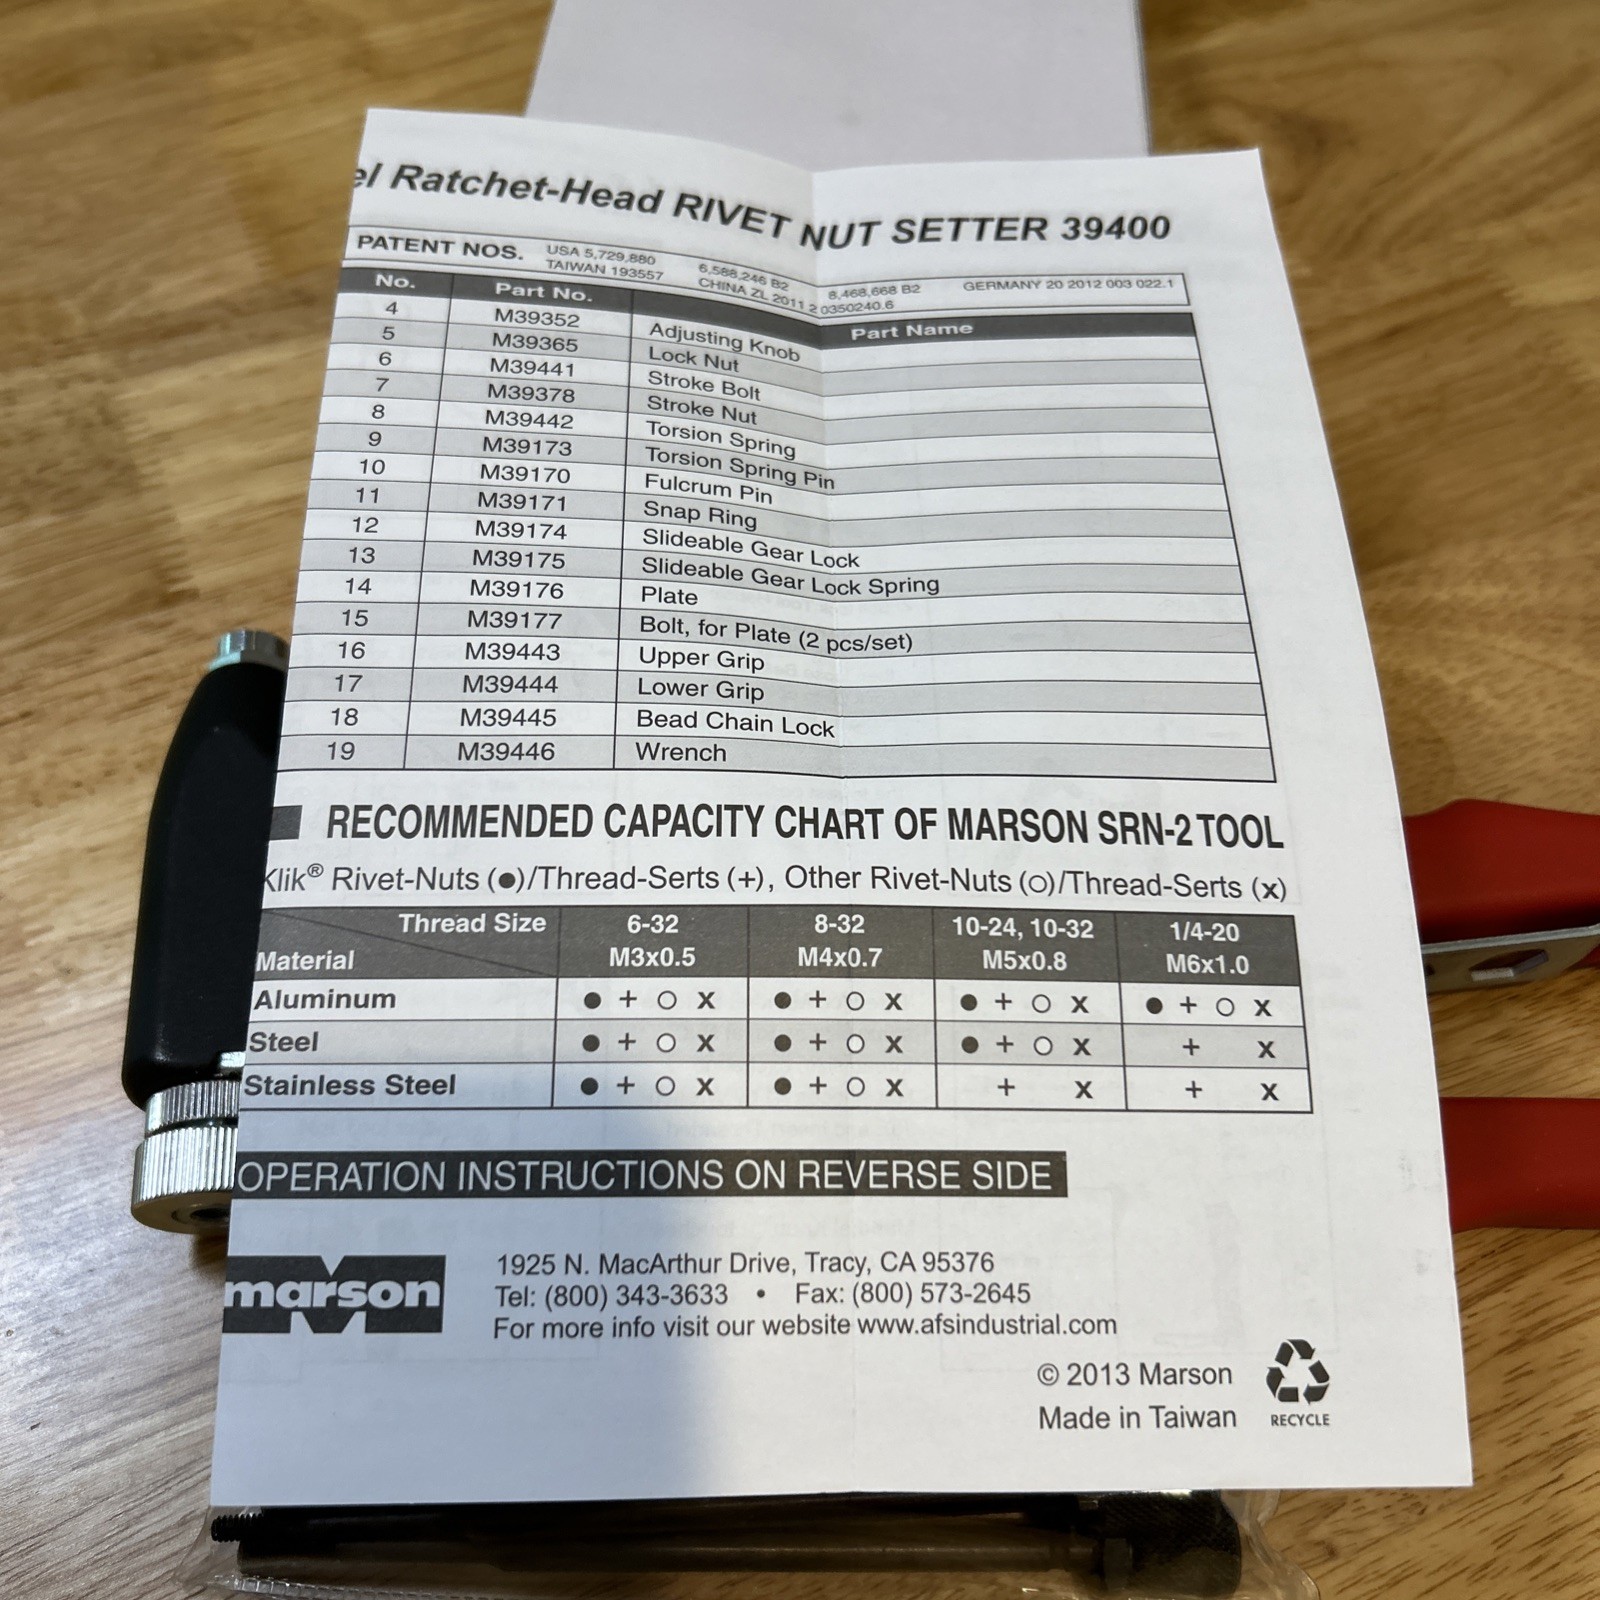 Ratchet-Head RIVET NUT SETTER 39400
PATENT NOS. USA 5,729,880 6,588,246 B2 8,468,668 B2 GERMANY 20 2012 003 022.1
TAIWAN 193557 CHINA ZL 2011 2 0350240.6
No. Part No. Part Name
4 M39352 Adjusting Knob
5 M39365 Lock Nut
6 M39441 Stroke Bolt
7 M39378 Stroke Nut
8 M39442 Torsion Spring
9 M39173 Torsion Spring Pin
10 M39170 Fulcrum Pin
11 M39171 Snap Ring
12 M39174 Slideable Gear Lock
13 M39175 Slideable Gear Lock Spring
14 M39176 Plate
15 M39177 Bolt, for Plate (2 pcs/set)
16 M39443 Upper Grip
17 M39444 Lower Grip
18 M39445 Bead Chain Lock
19 M39446 Wrench
RECOMMENDED CAPACITY CHART OF MARSON SRN-2 TOOL
Klik® Rivet-Nuts (●)/Thread-Serts (+), Other Rivet-Nuts (○)/Thread-Serts (x)
Thread Size 6-32 8-32 10-24, 10-32 1/4-20
Material M3x0.5 M4x0.7 M5x0.8 M6x1.0
Aluminum ● + ○ x ● + ○ x ● + ○ x ● + ○ x
Steel ● + ○ x ● + ○ x ● + ○ x + x
Stainless Steel ● + ○ x ● + ○ x + x + x
OPERATION INSTRUCTIONS ON REVERSE SIDE
marson
1925 N. MacArthur Drive, Tracy, CA 95376
Tel: (800) 343-3633 • Fax: (800) 573-2645
For more info visit our website www.afsindustrial.com
© 2013 Marson
Made in Taiwan
RECYCLE